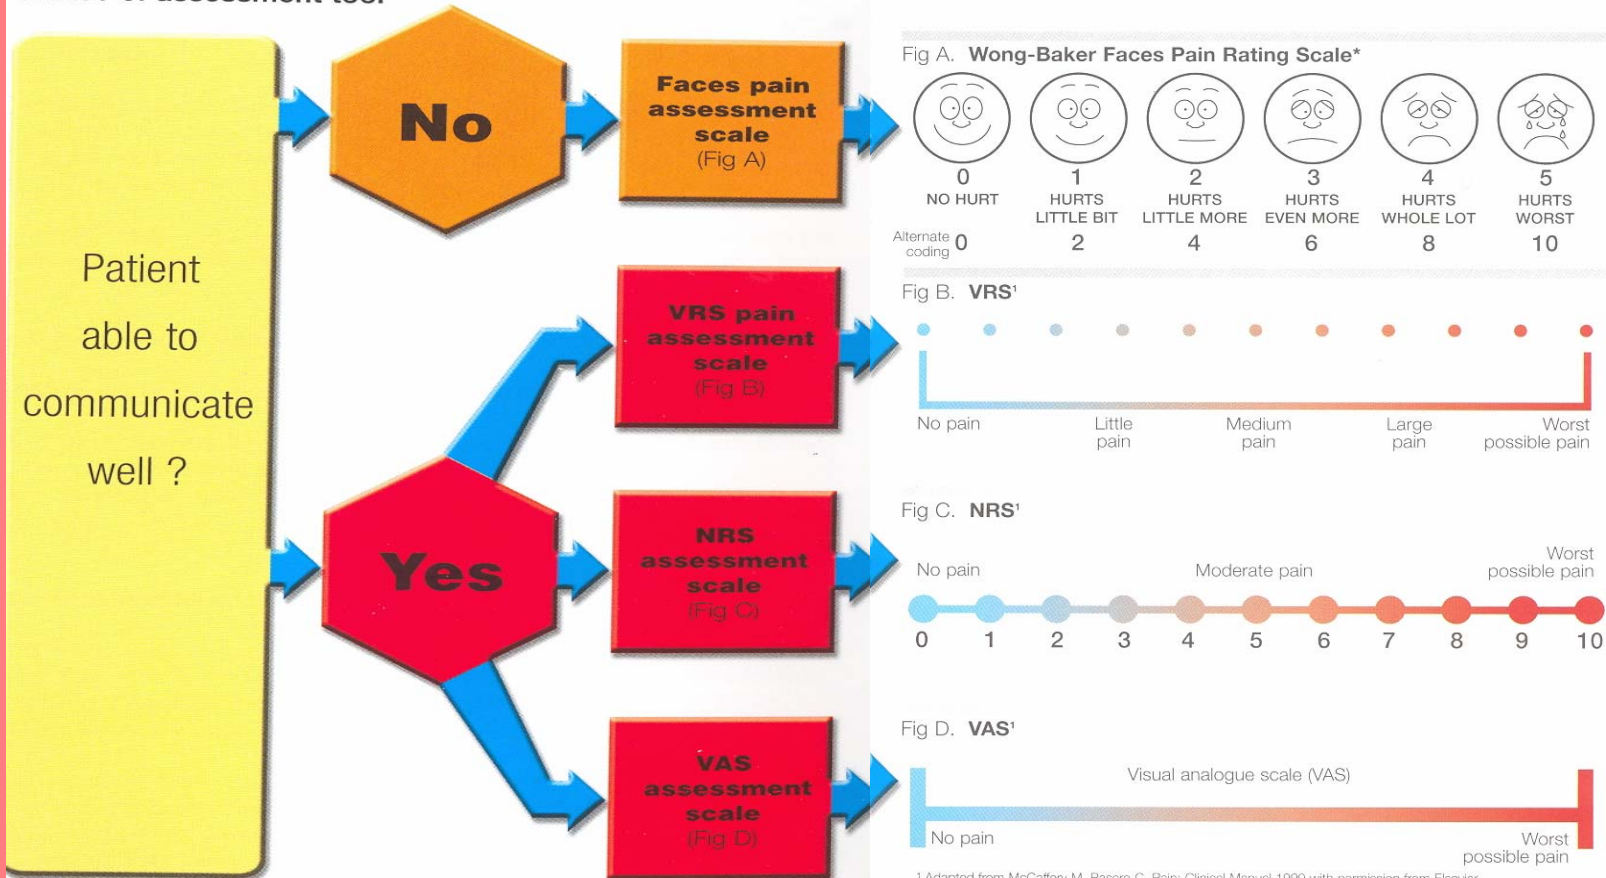 Patient
able to
communicate
well ?
No
Faces pain
assessment
scale
(Fig A)
Fig A. Wong-Baker Faces Pain Rating Scale*
0 1 2 3 4 5
NO HURT HURTS LITTLE BIT HURTS LITTLE MORE HURTS EVEN MORE HURTS WHOLE LOT HURTS WORST
Alternate coding 0 2 4 6 8 10
Yes
VRS pain
assessment
scale
(Fig B)
Fig B. VRS¹
No pain Little pain Medium pain Large pain Worst possible pain
NRS
assessment
scale
(Fig C)
Fig C. NRS¹
No pain Moderate pain Worst possible pain
0 1 2 3 4 5 6 7 8 9 10
VAS
assessment
scale
(Fig D)
Fig D. VAS¹
Visual analogue scale (VAS)
No pain Worst possible pain